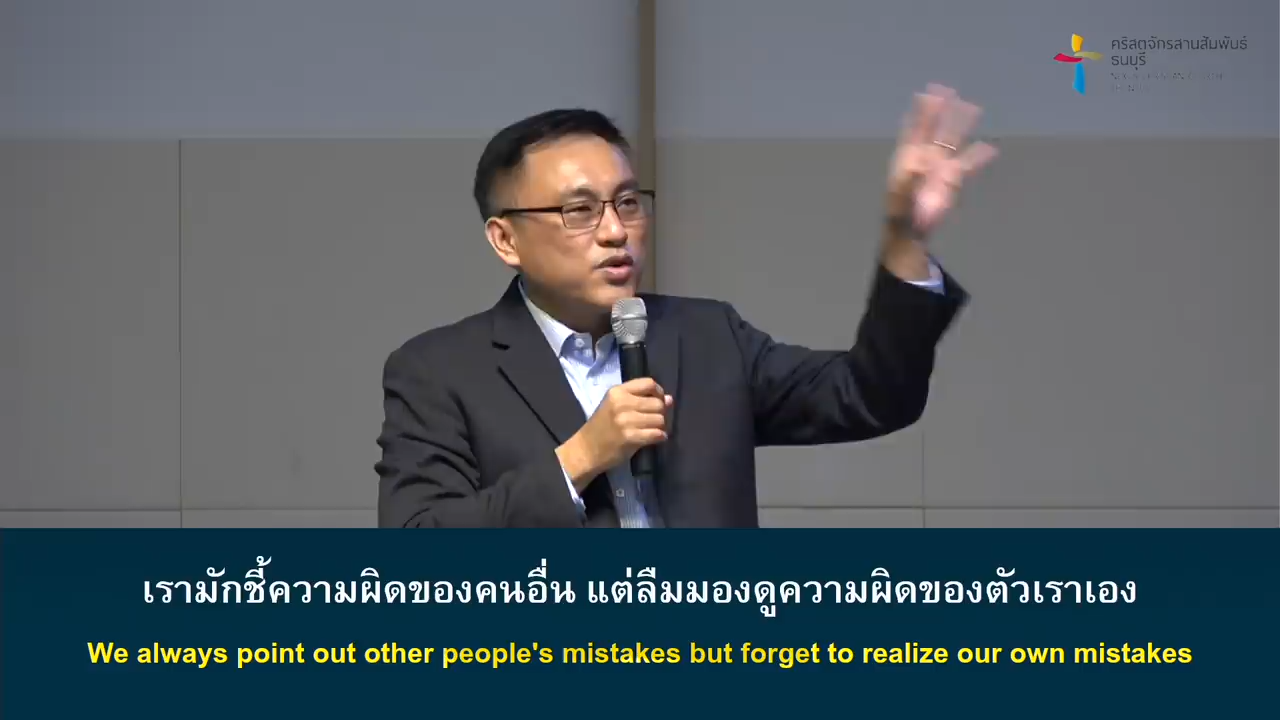 คริสตจักรสานสัมพันธ์
ธนบุรี
เรามักชี้ความผิดของคนอื่น แต่ลืมมองดูความผิดของตัวเราเอง
We always point out other people's mistakes but forget to realize our own mistakes